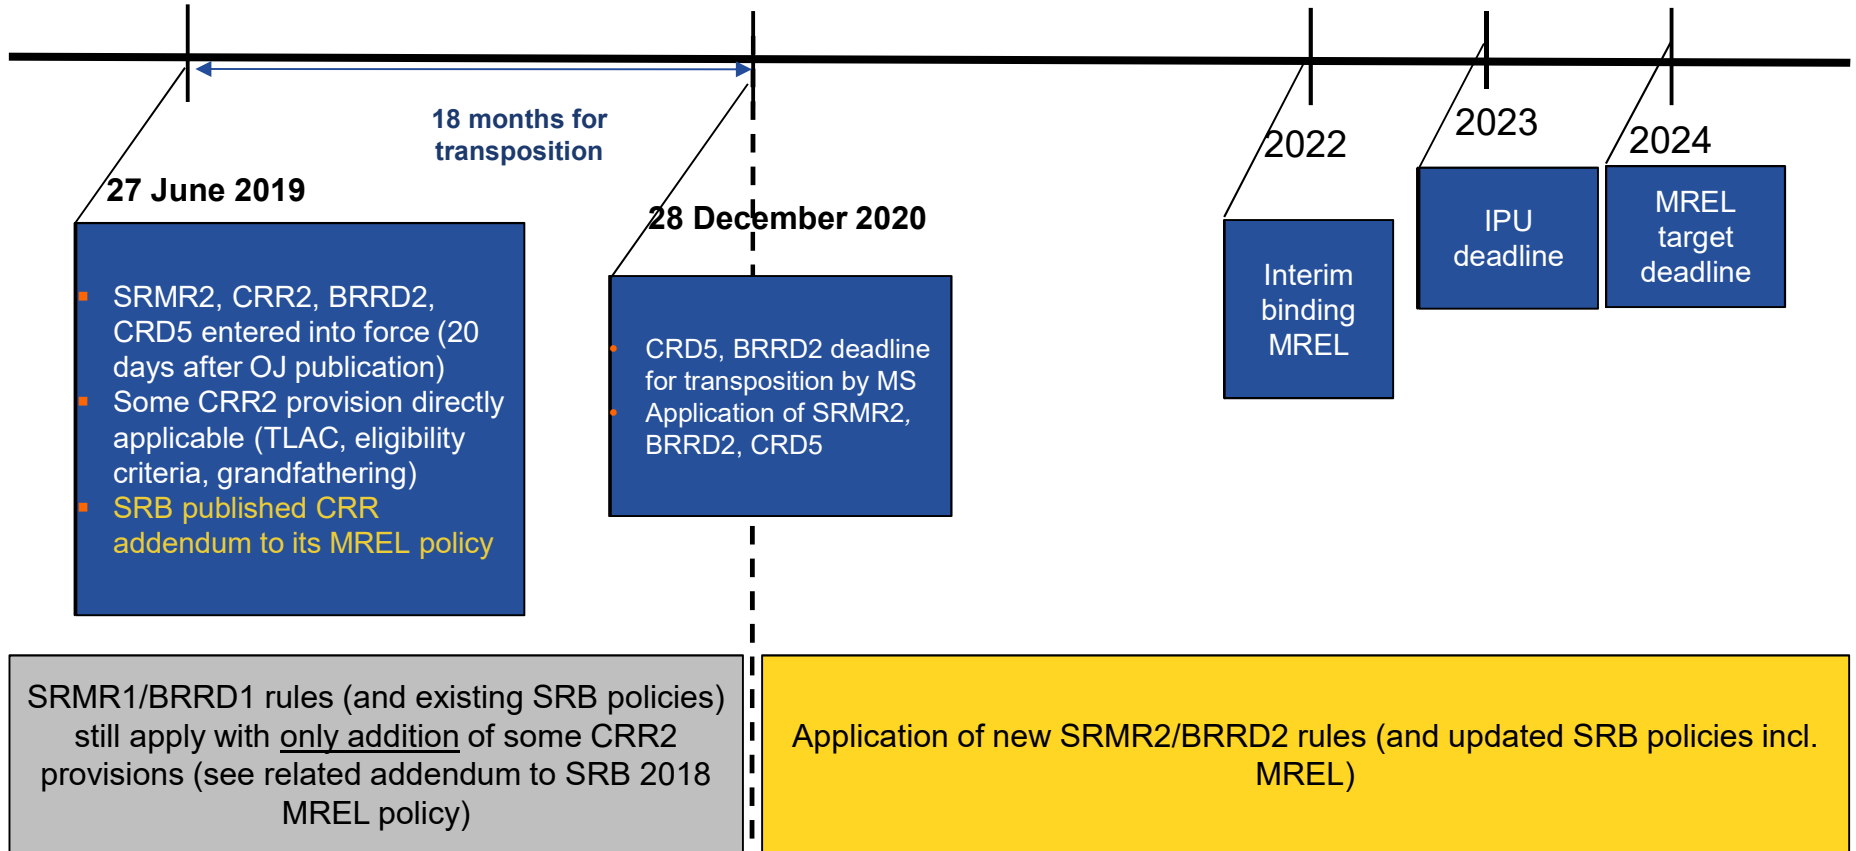 18 months for
transposition
27 June 2019
SRMR2, CRR2, BRRD2,
CRD5 entered into force (20
days after OJ publication)
Some CRR2 provision directly
applicable (TLAC, eligibility
criteria, grandfathering)
SRB published CRR
addendum to its MREL policy
28 December 2020
CRD5, BRRD2 deadline
for transposition by MS
Application of SRMR2,
BRRD2, CRD5
2022
Interim
binding
MREL
2023
IPU
deadline
2024
MREL
target
deadline
SRMR1/BRRD1 rules (and existing SRB policies)
still apply with only addition of some CRR2
provisions (see related addendum to SRB 2018
MREL policy)
Application of new SRMR2/BRRD2 rules (and updated SRB policies incl.
MREL)